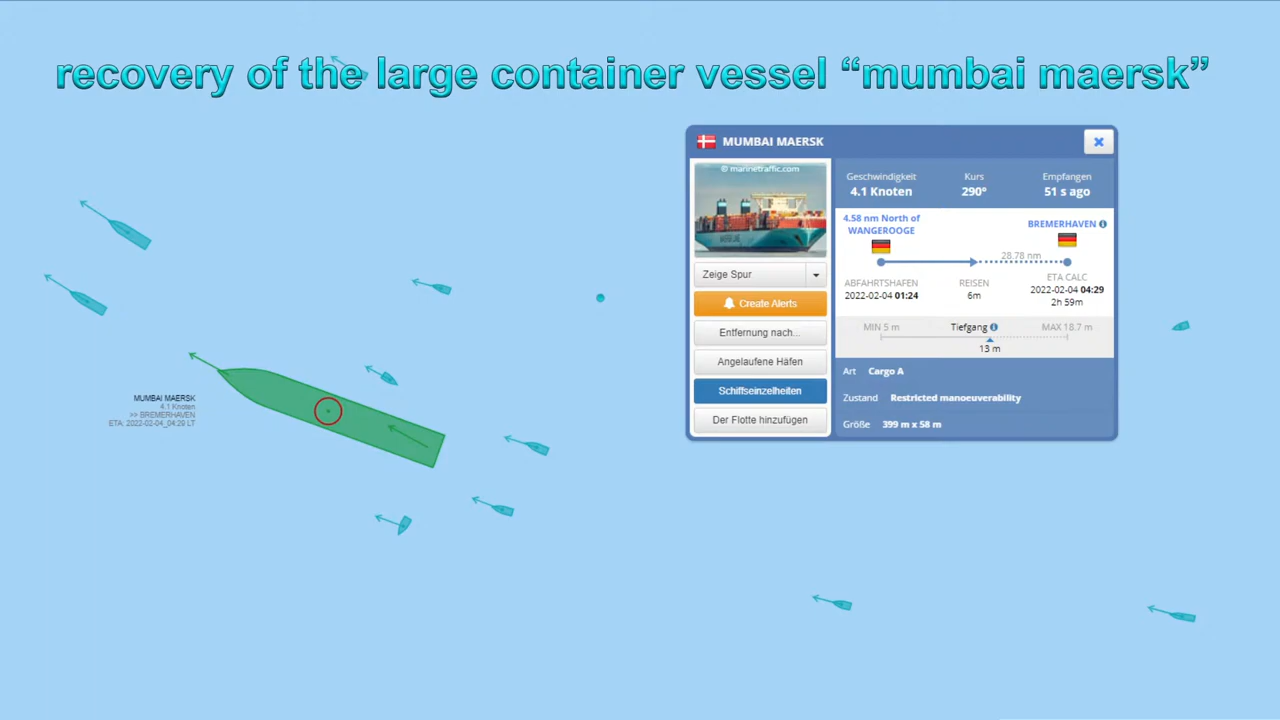 recovery of the large container vessel “mumbai maersk”
MUMBAI MAERSK
© marinetraffic.com
Zeige Spur
Create Alerts
Entfernung nach...
Angelaufene Häfen
Schiffseinzelheiten
Der Flotte hinzufügen
Geschwindigkeit Kurs Empfangen
4.1 Knoten 290° 51 s ago
4.58 nm North of
WANGEROOGE
BREMERHAVEN
28.78 nm
ABFAHRTSHAFEN REISEN ETA CALC
2022-02-04 01:24 6m 2022-02-04 04:29
2h 59m
MIN 5 m Tiefgang MAX 18.7 m
13 m
Art Cargo A
Zustand Restricted manoeuverability
Größe 399 m x 58 m
MUMBAI MAERSK
4.1 Knoten
>> BREMERHAVEN
ETA: 2022-02-04_04:29 LT